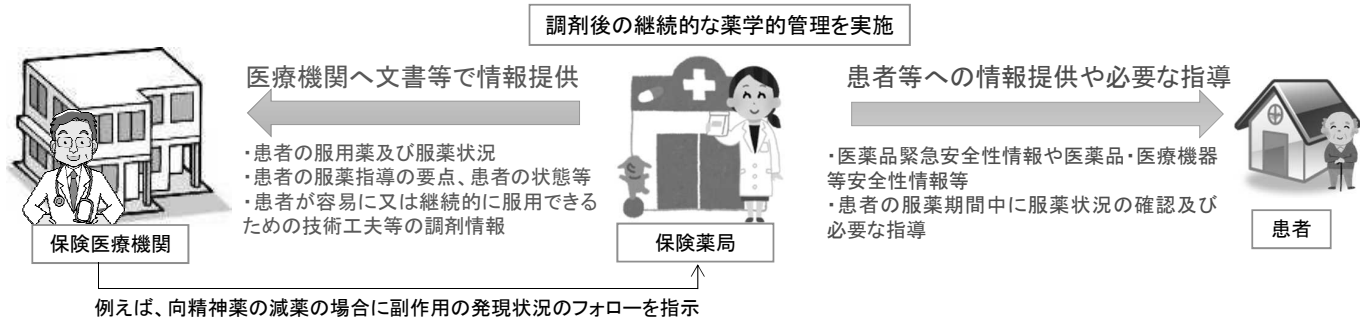 調剤後の継続的な薬学的管理を実施
医療機関へ文書等で情報提供
・患者の服用薬及び服薬状況
・患者の服薬指導の要点、患者の状態等
・患者が容易に又は継続的に服用できる
ための技術工夫等の調剤情報
患者等への情報提供や必要な指導
・医薬品緊急安全性情報や医薬品・医療機器
等安全性情報等
・患者の服薬期間中に服薬状況の確認及び
必要な指導
保険医療機関
保険薬局
患者
例えば、向精神薬の減薬の場合に副作用の発現状況のフォローを指示